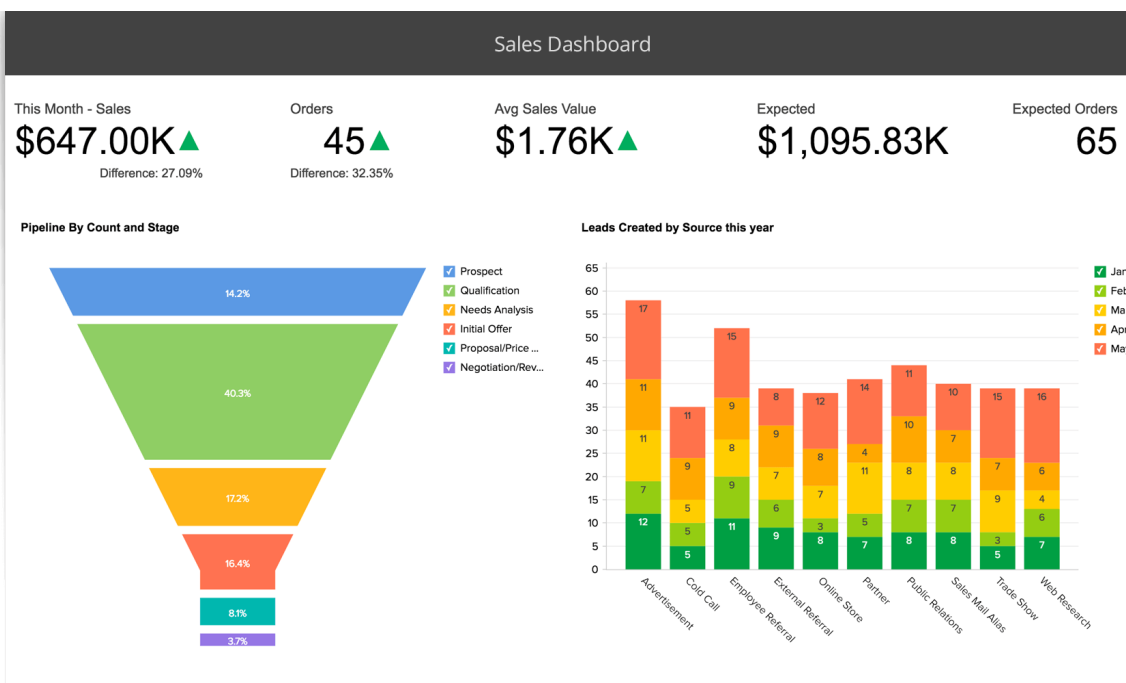 Sales Dashboard
This Month - Sales
$647.00K
Difference: 27.09%
Orders
45
Difference: 32.35%
Avg Sales Value
$1.76K
Expected
$1,095.83K
Expected Orders
65
Pipeline By Count and Stage
14.2%
40.3%
17.2%
16.4%
8.1%
3.7%
Prospect
Qualification
Needs Analysis
Initial Offer
Proposal/Price ...
Negotiation/Rev...
Leads Created by Source this year
65
60
55
50
45
40
35
30
25
20
15
10
5
0
17
11
11
7
12
11
9
5
5
5
15
9
8
9
11
8
9
7
6
9
12
8
7
3
8
14
4
11
5
7
11
10
8
7
8
10
7
8
7
8
15
7
9
3
5
16
6
4
6
7
Advertisement
Cold Call
Employee Referral
External Referral
Online Store
Partner
Public Relations
Sales Mail Alias
Trade Show
Web Research
Jan
Feb
Ma
Apr
Ma